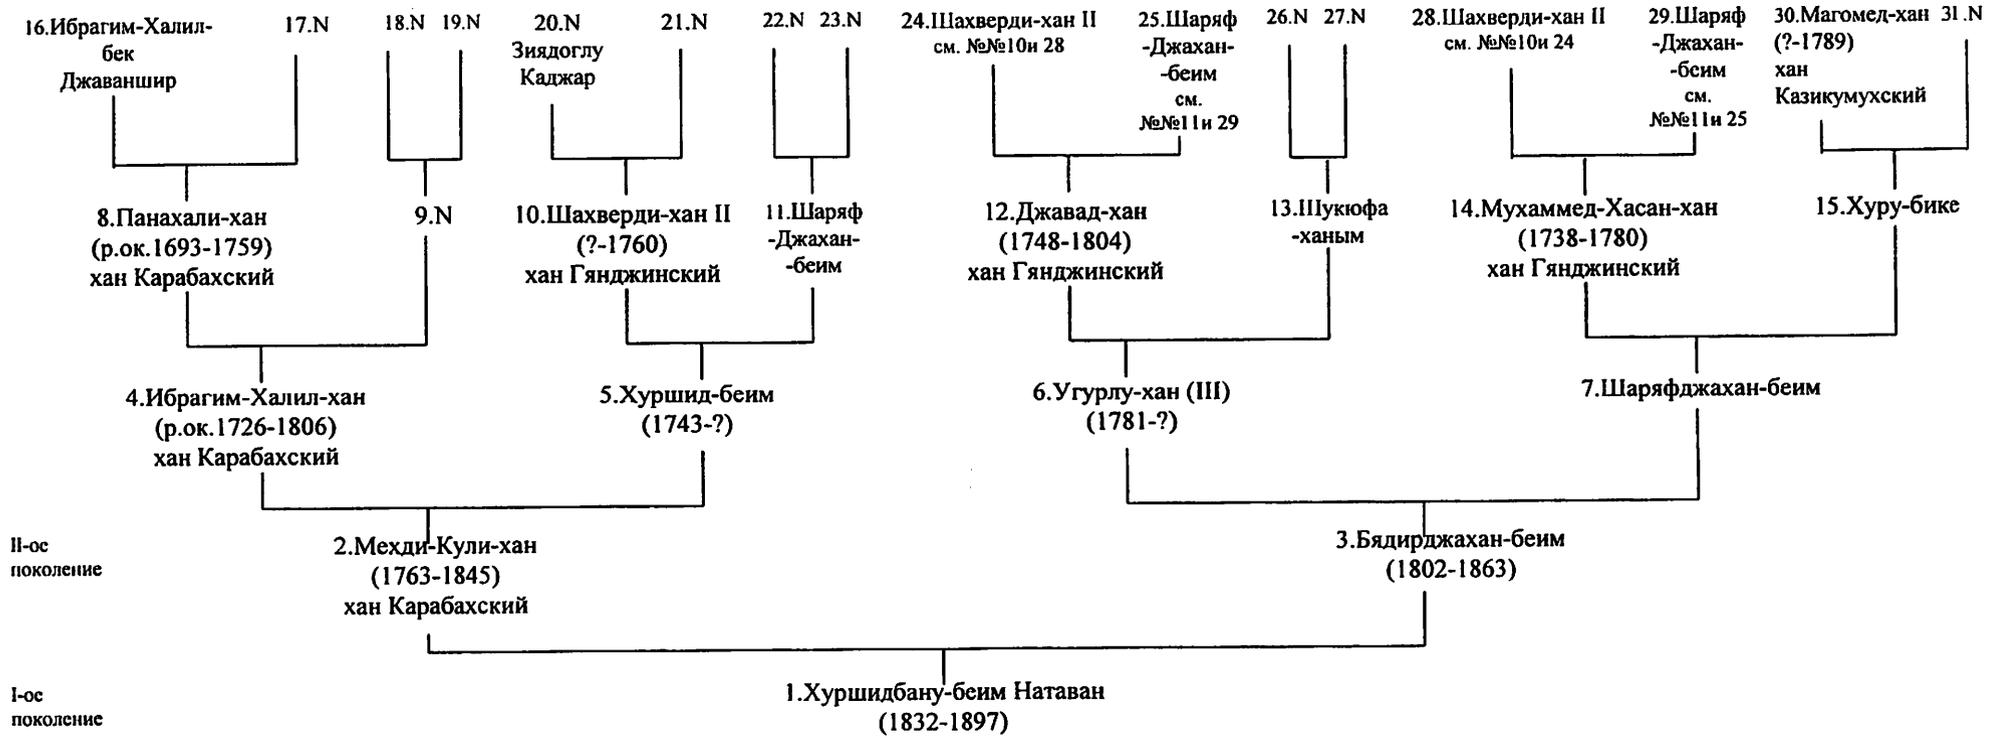 16.Ибрагим-Халил-
бек
Джаваншир
17.N
18.N
19.N
20.N
Зиядоглу
Каджар
21.N
22.N
23.N
24.Шахверди-хан II
см. №№10и 28
25.Шаряф
-Джахан-
-беим
см.
№№11и 29
26.N
27.N
28.Шахверди-хан II
см. №№10и 24
29.Шаряф
-Джахан-
-беим
см.
№№11и 25
30.Магомед-хан
(?-1789)
хан
Казикумухский
31.N
8.Панахали-хан
(р.ок.1693-1759)
хан Карабахский
9.N
10.Шахверди-хан II
(?-1760)
хан Гянджинский
11.Шаряф
-Джахан-
-беим
12.Джавад-хан
(1748-1804)
хан Гянджинский
13.Шукюфа
-ханым
14.Мухаммед-Хасан-хан
(1738-1780)
хан Гянджинский
15.Хуру-бике
4.Ибрагим-Халил-хан
(р.ок.1726-1806)
хан Карабахский
5.Хуршид-беим
(1743-?)
6.Угурлу-хан (III)
(1781-?)
7.Шаряфджахан-беим
II-ое
поколение
2.Мехди-Кули-хан
(1763-1845)
хан Карабахский
3.Бядирджахан-беим
(1802-1863)
I-ое
поколение
1.Хуршидбану-беим Натаван
(1832-1897)